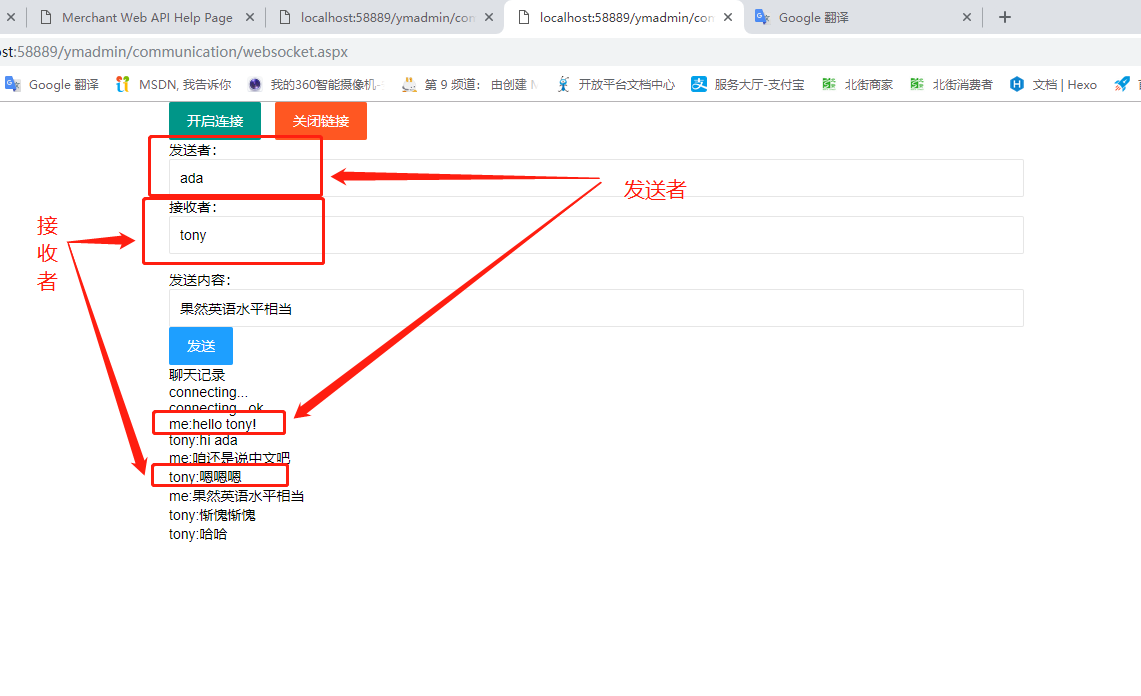 Merchant Web API Help Page
localhost:58889/ymadmin/con
localhost:58889/ymadmin/con
Google 翻译
ost:58889/ymadmin/communication/websocket.aspx
Google 翻译
MSDN, 我告诉你
我的360智能摄像机-
第 9 频道： 由创建
开放平台文档中心
服务大厅-支付宝
北街商家
北街消费者
文档 | Hexo
开启连接
关闭链接
发送者：
ada
发送者
接收者：
tony
接收者
发送内容：
果然英语水平相当
发送
聊天记录
connecting...
connecting...ok
me:hello tony!
tony:hi ada
me:咱还是说中文吧
tony:嗯嗯嗯
me:果然英语水平相当
tony:惭愧惭愧
tony:哈哈